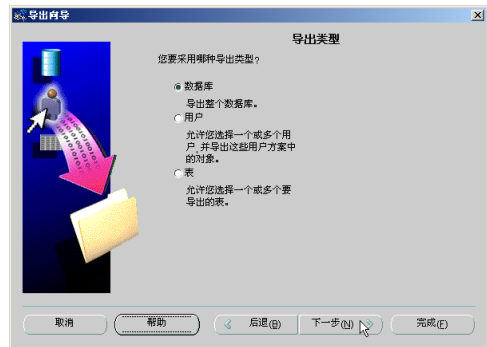 导出向导
导出类型
您要采用哪种导出类型?
数据库
导出整个数据库。
用户
允许您选择一个或多个用
户,并导出这些用户方案中
的对象。
表
允许您选择一个或多个要
导出的表。
取消 帮助 后退(B) 下一步(N) 完成(F)